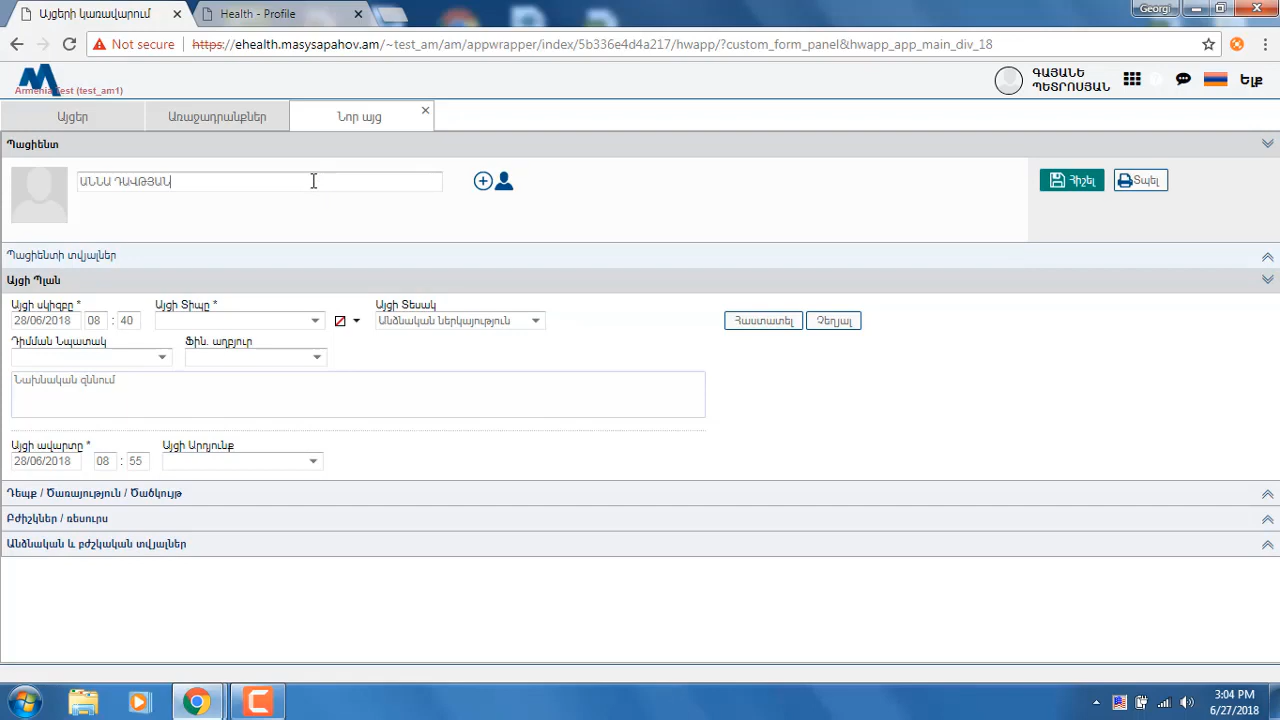 Այցերի կառավարում
Health - Profile
Georgi
Not secure
https://ehealth.masysapahov.am/~test_am/am/appwrapper/index/5b336e4d4a217/hwapp/?custom_form_panel&hwapp_app_main_div_18
Armenia Test (test_am1)
ԳԱՅԱՆԵ
ՊԵՏՐՈՍՅԱՆ
Ելք
Այցեր
Առաջադրանքներ
Նոր այց
Պացիենտ
ԱՆՆԱ ԴԱՎԹՅԱՆ
Հիշել
Տպել
Պացիենտի տվյալներ
Այցի Պլան
Այցի սկիզբը *
Այցի Տիպը *
Այցի Տեսակ
28/06/2018 08 : 40
Անձնական ներկայություն
Հաստատել
Չեղյալ
Դիմման Նպատակ
Ֆին. աղբյուր
Նախնական զննում
Այցի ավարտը *
Այցի Արդյունք
28/06/2018 08 : 55
Դեպք / Ծառայություն / Ծածկույթ
Բժիշկներ / ռեսուրս
Անձնական և բժշկական տվյալներ
3:04 PM
6/27/2018